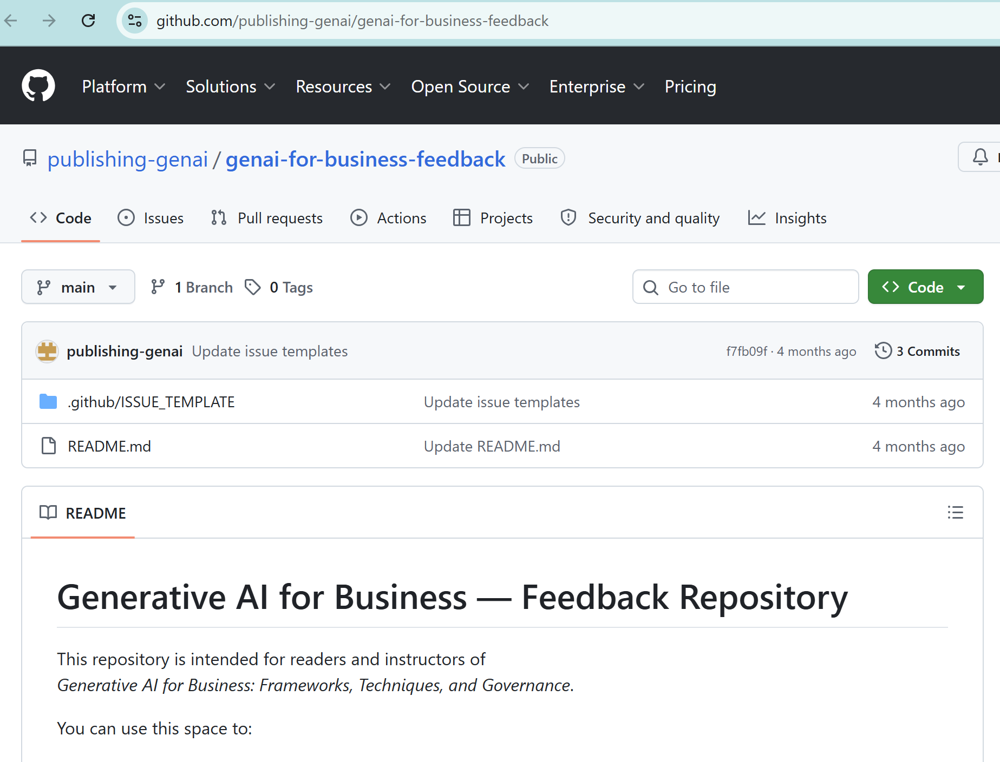 github.com/publishing-genai/genai-for-business-feedback
Platform Solutions Resources Open Source Enterprise Pricing
publishing-genai / genai-for-business-feedback Public
Code Issues Pull requests Actions Projects Security and quality Insights
main 1 Branch 0 Tags Go to file Code
publishing-genai Update issue templates f7fb09f · 4 months ago 3 Commits
.github/ISSUE_TEMPLATE Update issue templates 4 months ago
README.md Update README.md 4 months ago
README
Generative AI for Business — Feedback Repository
This repository is intended for readers and instructors of
Generative AI for Business: Frameworks, Techniques, and Governance.
You can use this space to: